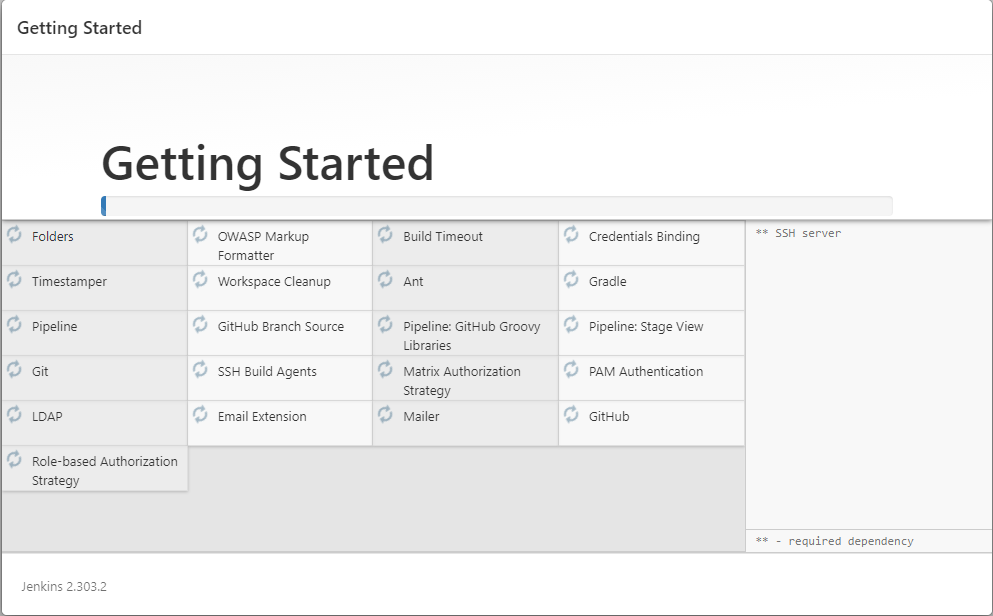 Getting Started
Getting Started
Folders
OWASP Markup
Formatter
Build Timeout
Credentials Binding
** SSH server
Timestamper
Workspace Cleanup
Ant
Gradle
Pipeline
GitHub Branch Source
Pipeline: GitHub Groovy
Libraries
Pipeline: Stage View
Git
SSH Build Agents
Matrix Authorization
Strategy
PAM Authentication
LDAP
Email Extension
Mailer
GitHub
Role-based Authorization
Strategy
** - required dependency
Jenkins 2.303.2